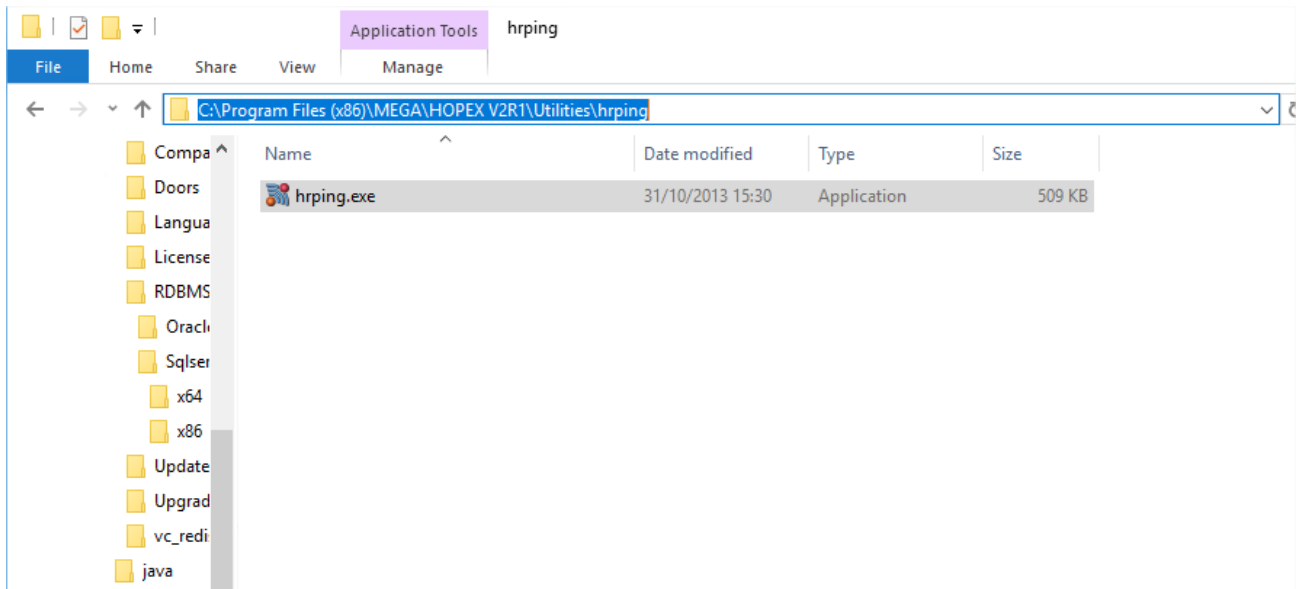 Application Tools hrping
File Home Share View Manage
C:\Program Files (x86)\MEGA\HOPEX V2R1\Utilities\hrping
Name Date modified Type Size
hrping.exe 31/10/2013 15:30 Application 509 KB
Compa
Doors
Langua
License
RDBMS
Oracl
Sqlser
x64
x86
Update
Upgrad
vc_redi
java